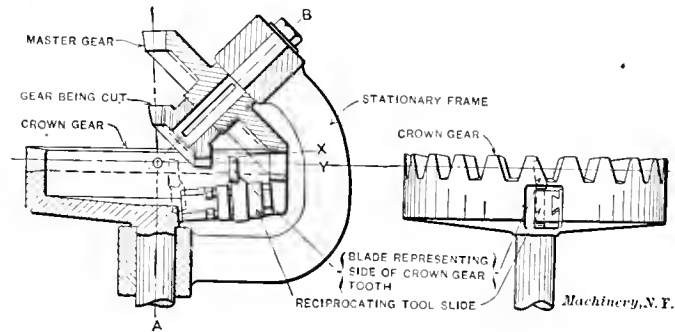 B
MASTER GEAR
GEAR BEING CUT
CROWN GEAR
STATIONARY FRAME
X
Y
CROWN GEAR
BLADE REPRESENTING
SIDE OF CROWN GEAR
TOOTH
RECIPROCATING TOOL SLIDE
Machinery, N.Y.
A